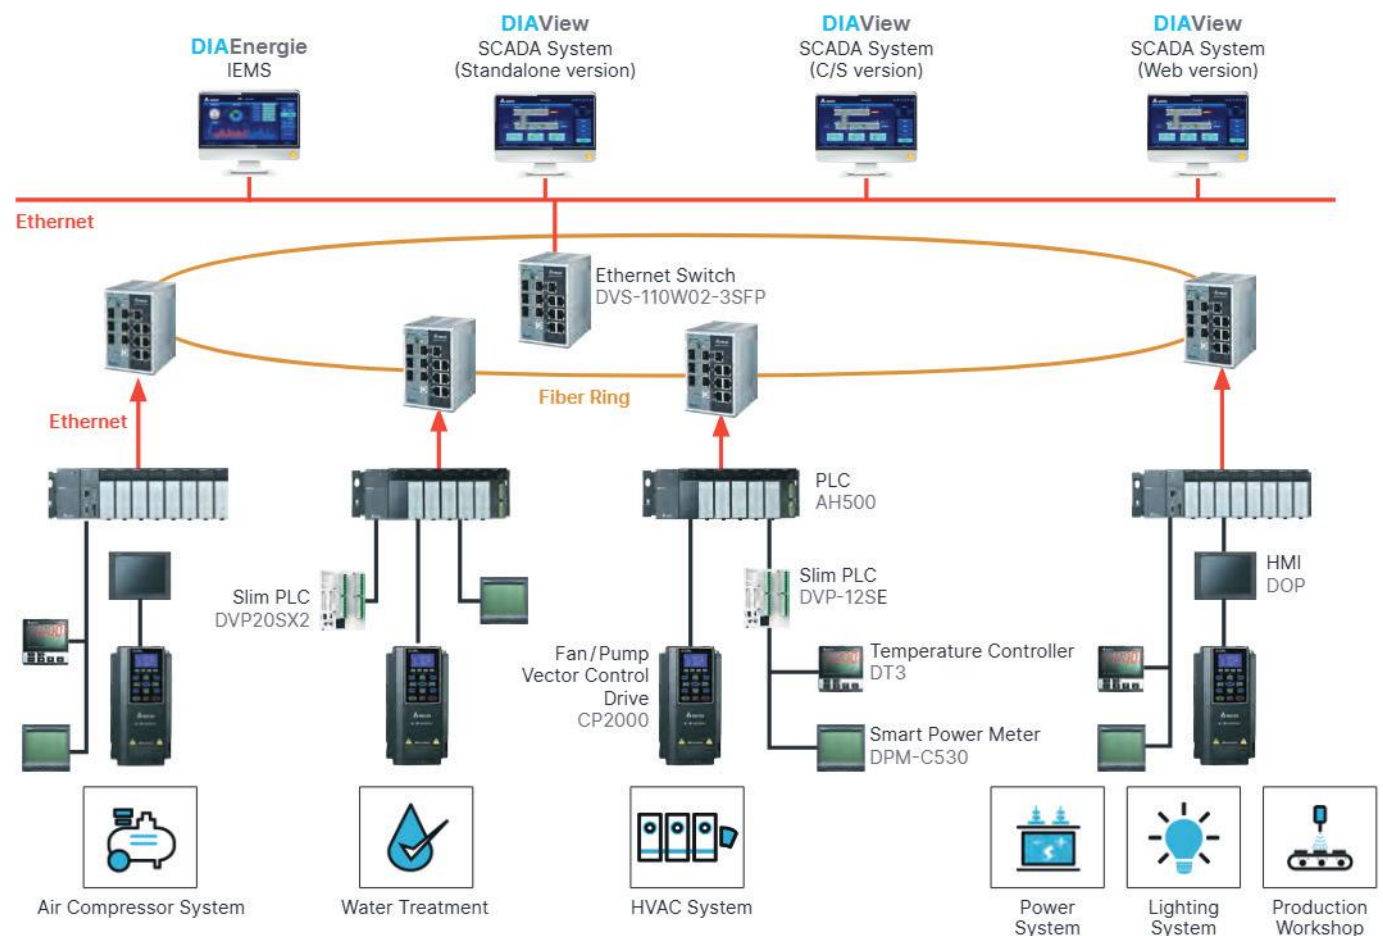 DIAEnergie
IEMS
DIAView
SCADA System
(Standalone version)
DIAView
SCADA System
(C/S version)
DIAView
SCADA System
(Web version)
Ethernet
Ethernet Switch
DVS-110W02-3SFP
Fiber Ring
Ethernet
PLC
AH500
Slim PLC
DVP20SX2
Slim PLC
DVP-12SE
HMI
DOP
Fan/Pump
Vector Control
Drive
CP2000
Temperature Controller
DT3
Smart Power Meter
DPM-C530
Air Compressor System
Water Treatment
HVAC System
Power
System
Lighting
System
Production
Workshop